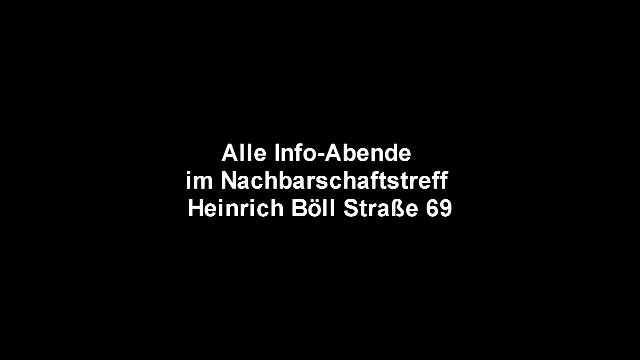 Alle Info-Abende
im Nachbarschaftstreff
Heinrich Böll Straße 69